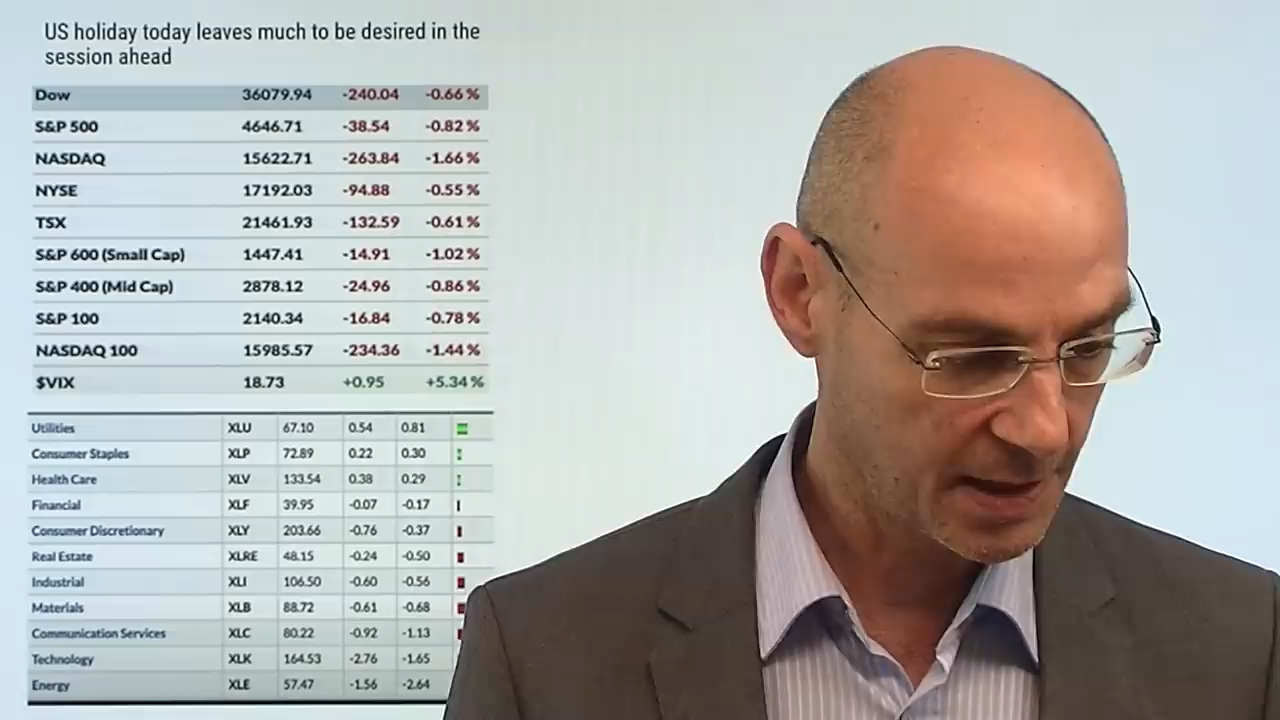 US holiday today leaves much to be desired in the
session ahead
Dow 36079.94 -240.04 -0.66 %
S&P 500 4646.71 -38.54 -0.82 %
NASDAQ 15622.71 -263.84 -1.66 %
NYSE 17192.03 -94.88 -0.55 %
TSX 21461.93 -132.59 -0.61 %
S&P 600 (Small Cap) 1447.41 -14.91 -1.02 %
S&P 400 (Mid Cap) 2878.12 -24.96 -0.86 %
S&P 100 2140.34 -16.84 -0.78 %
NASDAQ 100 15985.57 -234.36 -1.44 %
$VIX 18.73 +0.95 +5.34 %
Utilities XLU 67.10 0.54 0.81
Consumer Staples XLP 72.89 0.22 0.30
Health Care XLV 133.54 0.38 0.29
Financial XLF 39.95 -0.07 -0.17
Consumer Discretionary XLY 203.66 -0.76 -0.37
Real Estate XLRE 48.15 -0.24 -0.50
Industrial XLI 106.50 -0.60 -0.56
Materials XLB 88.72 -0.61 -0.68
Communication Services XLC 80.22 -0.92 -1.13
Technology XLK 164.53 -2.76 -1.65
Energy XLE 57.47 -1.56 -2.64